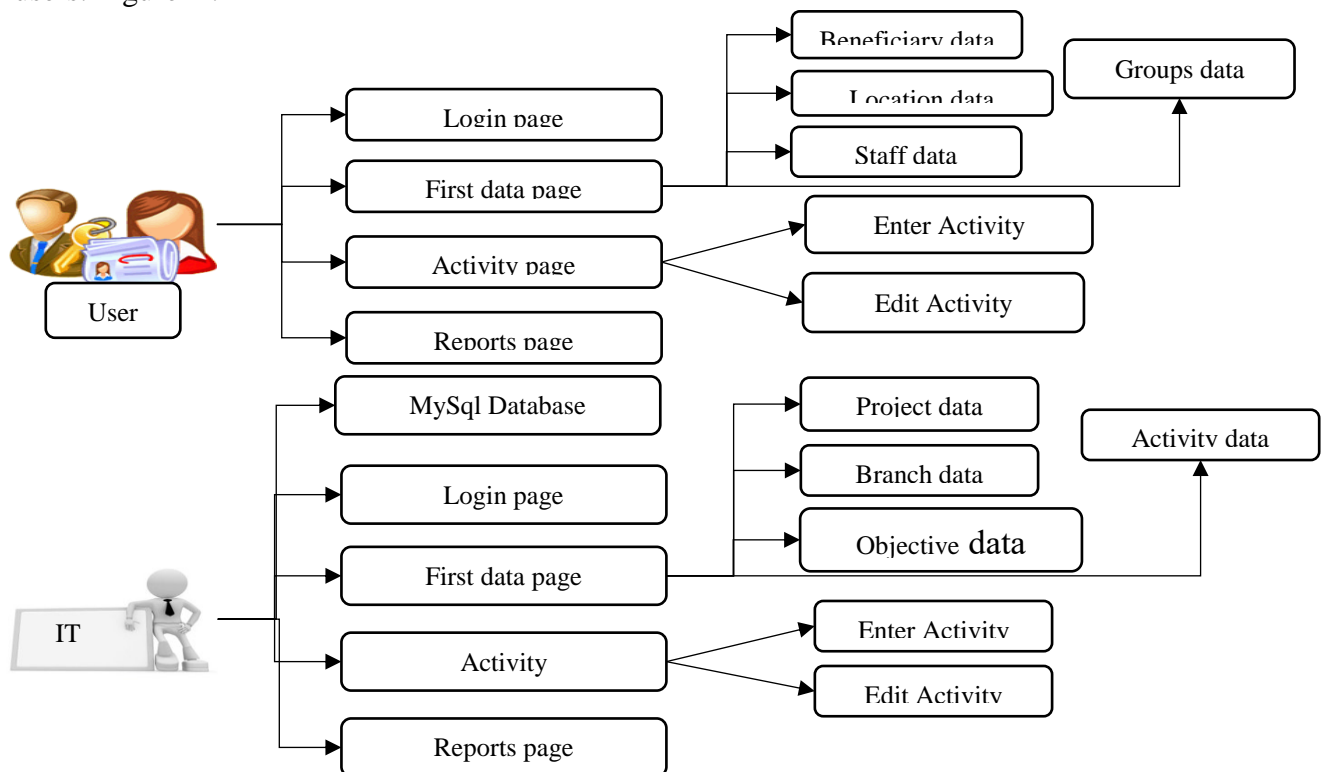 Beneficiary data
Groups data
Location data
Login page
Staff data
First data page
Enter Activity
Activity page
Edit Activity
User
Reports page
MySql Database
Project data
Activity data
Branch data
Login page
Objective data
First data page
IT
Enter Activity
Activity
Edit Activity
Reports page